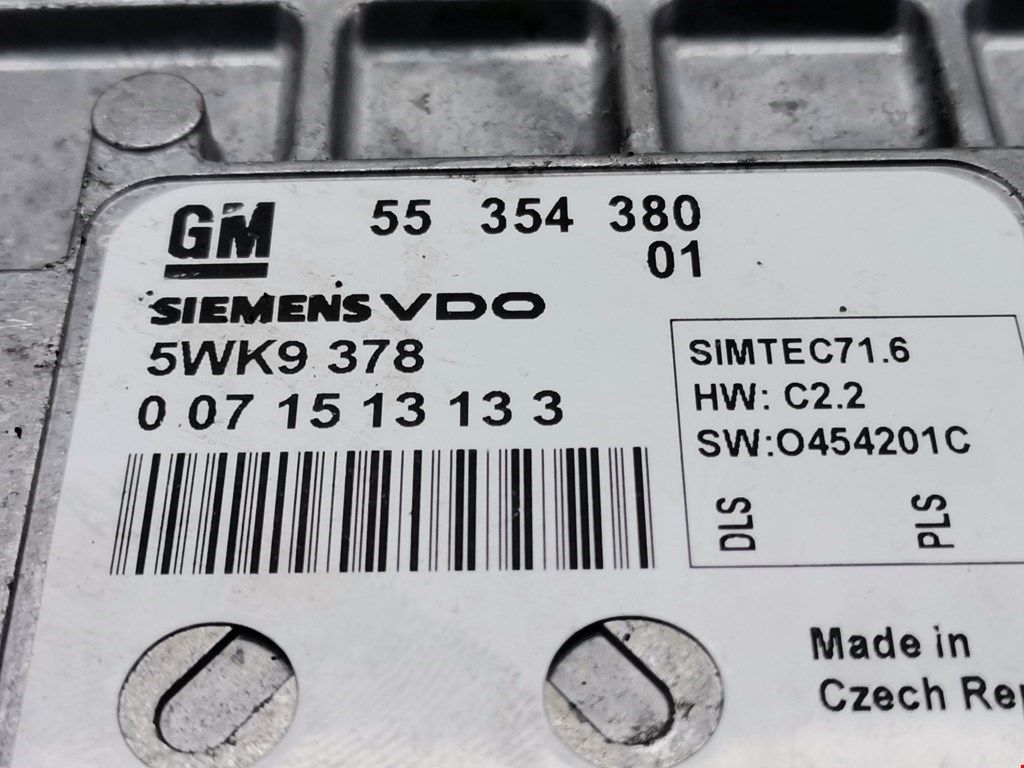 GM 55 354 380
01
SIEMENS VDO
5WK9 378
0 07 15 13 13 3
SIMTEC71.6
HW: C2.2
SW:O454201C
DLS PLS
Made in
Czech Rep